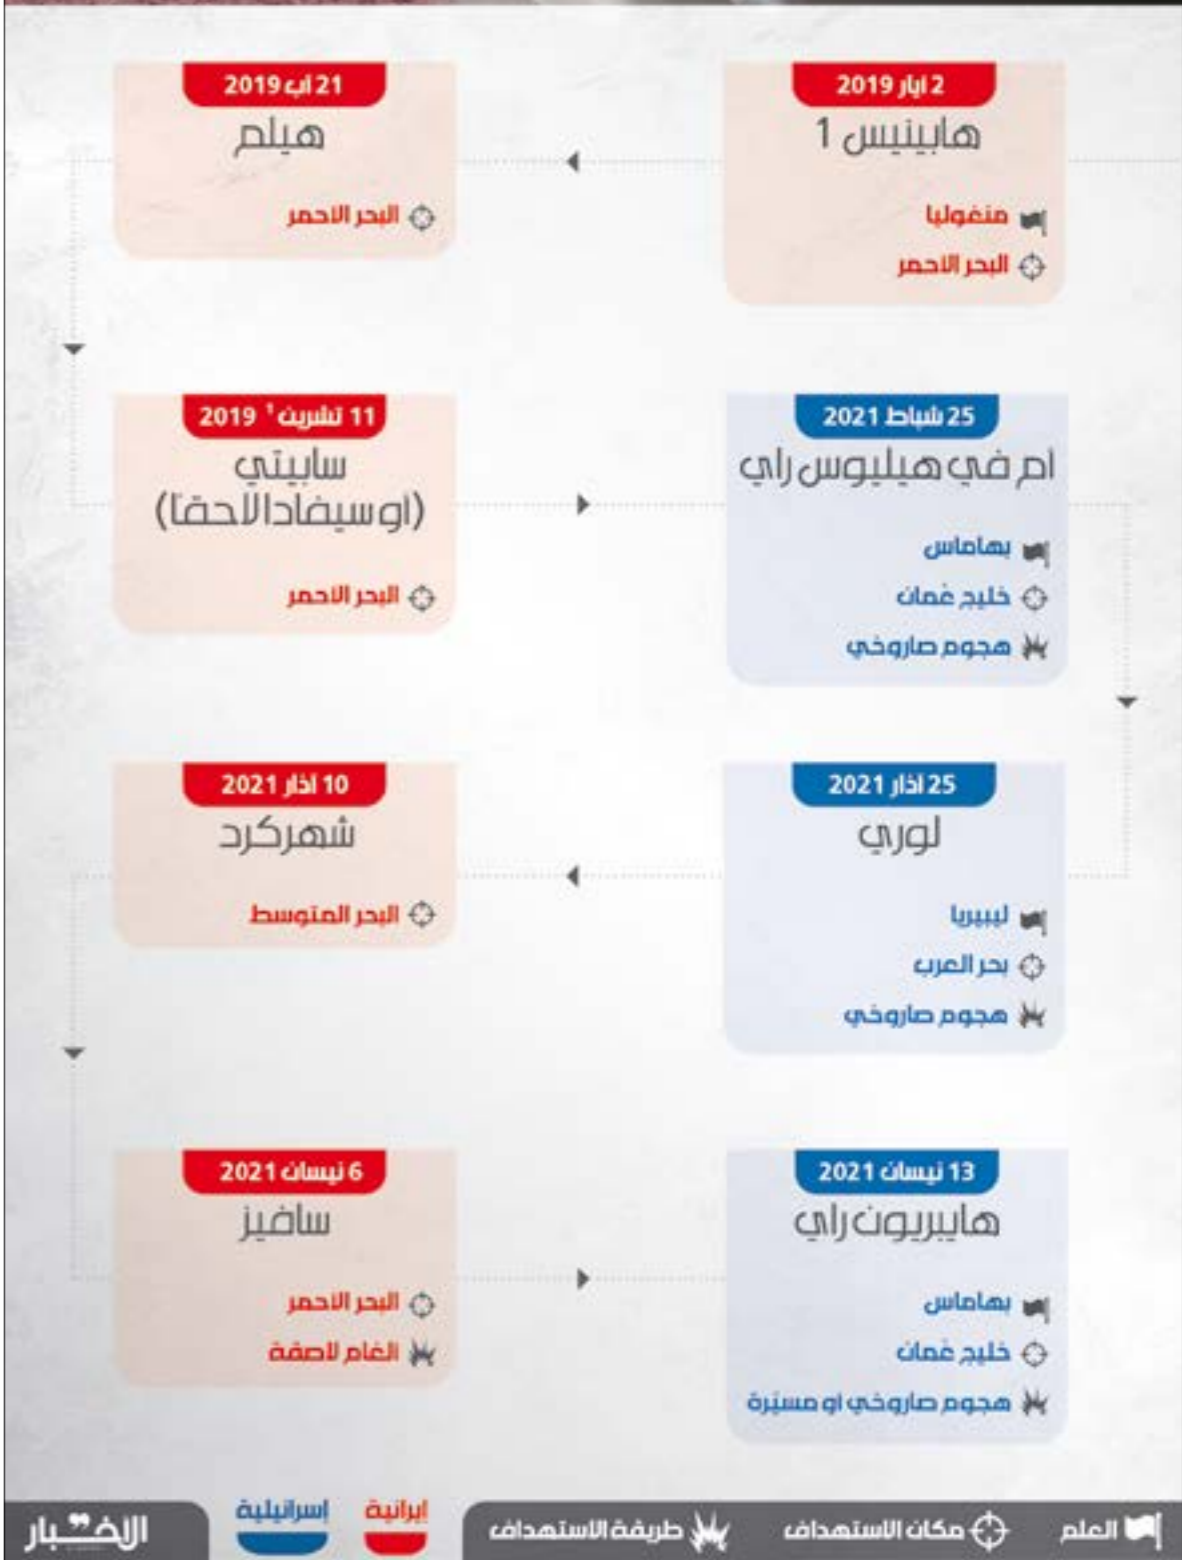 2 أيار 2019
هابينيس 1
منغوليا
البحر الأحمر
21 آب 2019
هيلم
البحر الأحمر
11 تشرين 1 2019
سابيتي
(أو سيفادا لاحقاً)
البحر الأحمر
25 شباط 2021
أم في هيليوس راي
بهاماس
خليج عُمان
هجوم صاروخي
25 آذار 2021
لوري
ليبيريا
بحر العرب
هجوم صاروخي
10 آذار 2021
شهركرد
البحر المتوسط
6 نيسان 2021
سافيز
البحر الأحمر
ألغام لاصقة
13 نيسان 2021
هايبريون راي
بهاماس
خليج عُمان
هجوم صاروخي أو مسيّرة
العلم
مكان الاستهداف
طريقة الاستهداف
إيرانية
إسرائيلية
الأخبار